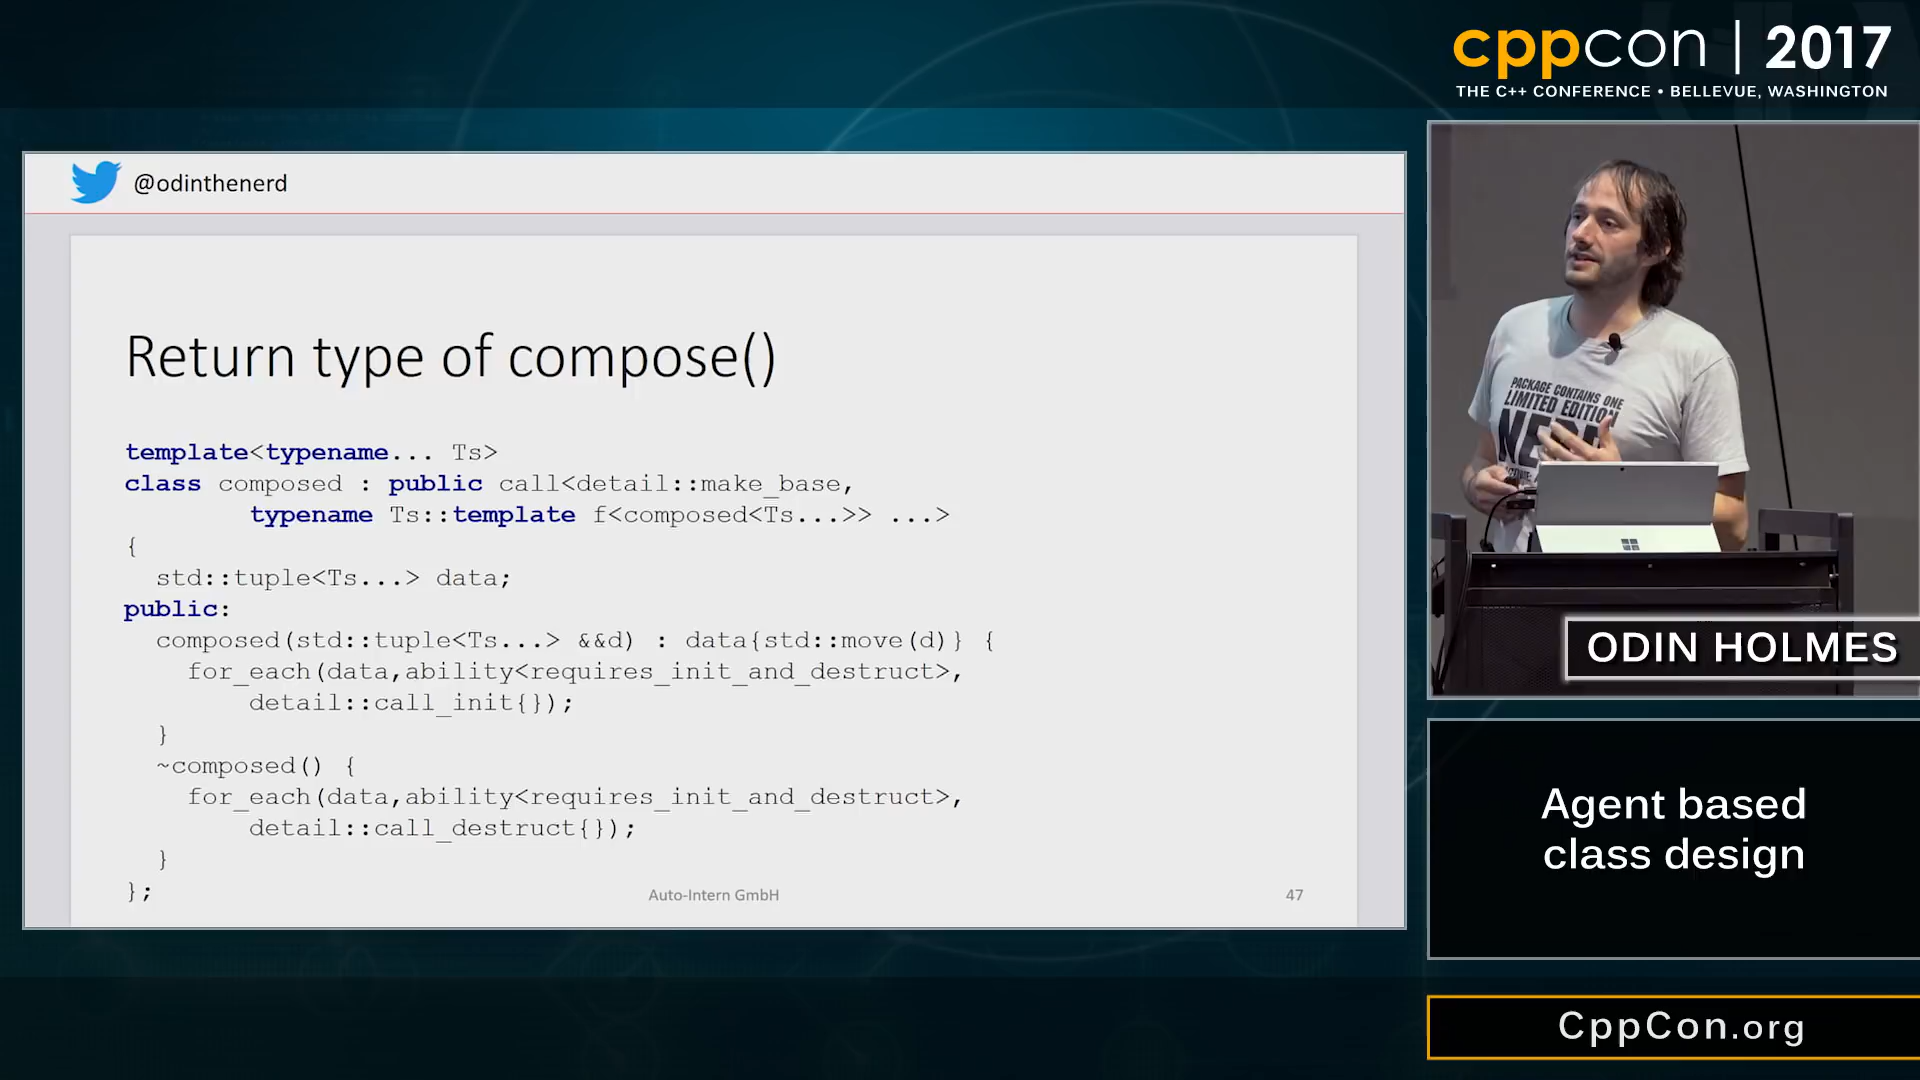 cppcon | 2017
THE C++ CONFERENCE • BELLEVUE, WASHINGTON
@odinthenerd
Return type of compose()
template<typename... Ts>
class composed : public call<detail::make_base,
typename Ts::template f<composed<Ts...>> ...>
{
std::tuple<Ts...> data;
public:
composed(std::tuple<Ts...> &&d) : data{std::move(d)} {
for_each(data,ability<requires_init_and_destruct>,
detail::call_init{});
}
~composed() {
for_each(data,ability<requires_init_and_destruct>,
detail::call_destruct{});
}
};
Auto-Intern GmbH
47
PACKAGE CONTAINS ONE
LIMITED EDITION
ODIN HOLMES
Agent based
class design
CppCon.org